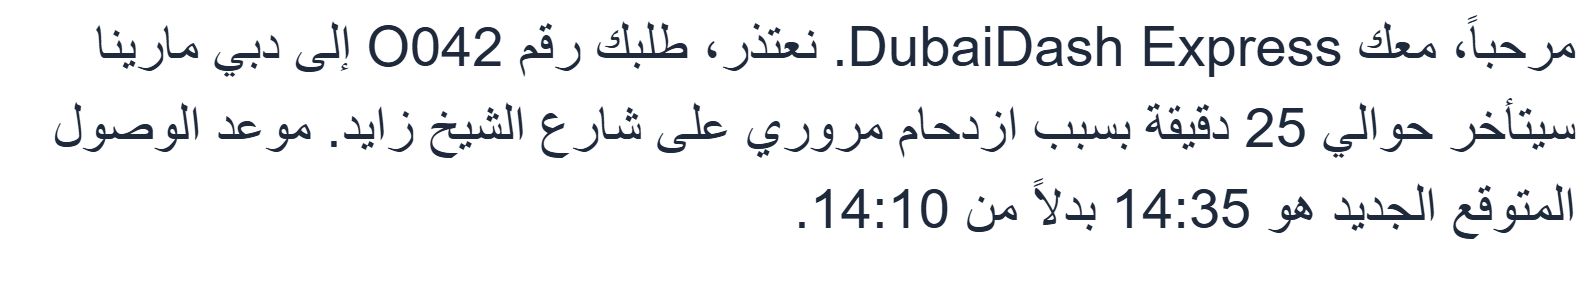 مرحباً، معك DubaiDash Express. نعتذر، طلبك رقم O042 إلى دبي مارينا
سيتأخر حوالي 25 دقيقة بسبب ازدحام مروري على شارع الشيخ زايد. موعد الوصول
المتوقع الجديد هو 14:35 بدلاً من 14:10.